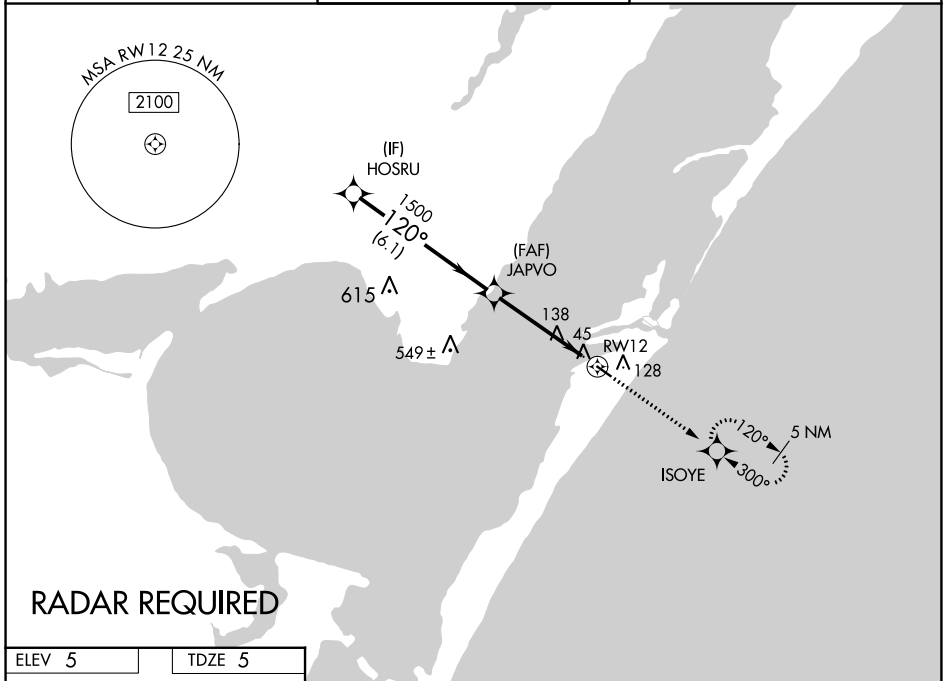 MSA RW12 25 NM
2100
(IF)
HOSRU
1500
120°
(6.1)
(FAF)
JAPVO
615
549 ±
138
45
RW12
128
120°
5 NM
300°
ISOYE
RADAR REQUIRED
ELEV 5
TDZE 5